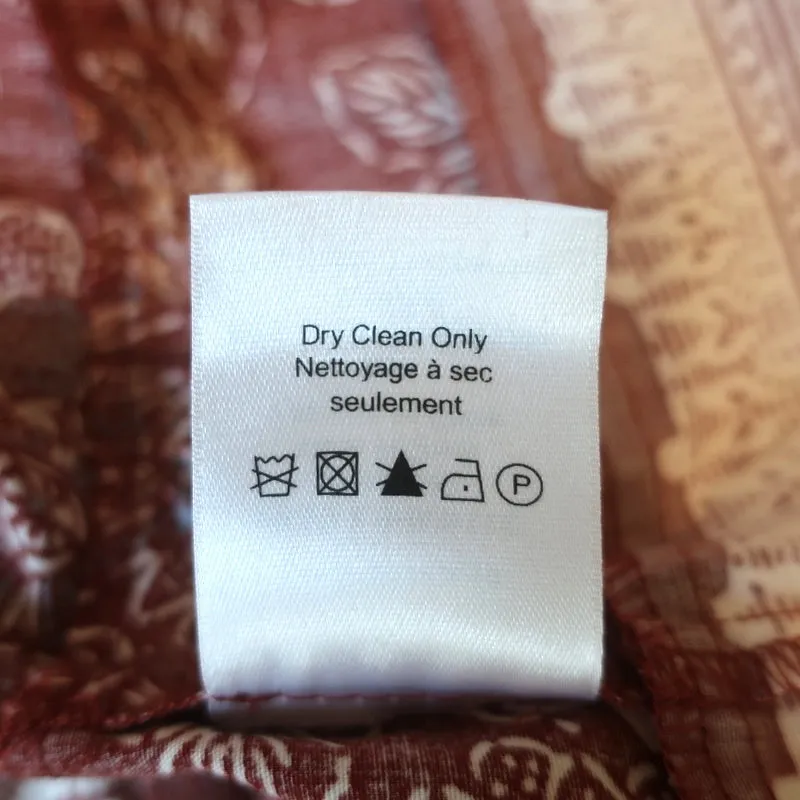 Dry Clean Only
Nettoyage à sec
seulement
P